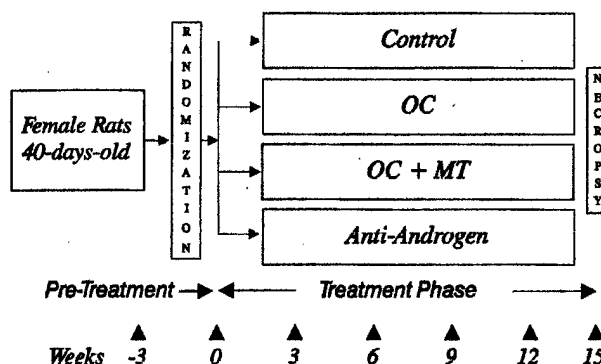 Female Rats
40-days-old
RANDOMIZATION
Control
OC
OC + MT
Anti-Androgen
NECROPSY
Pre-Treatment
Treatment Phase
Weeks -3 0 3 6 9 12 15